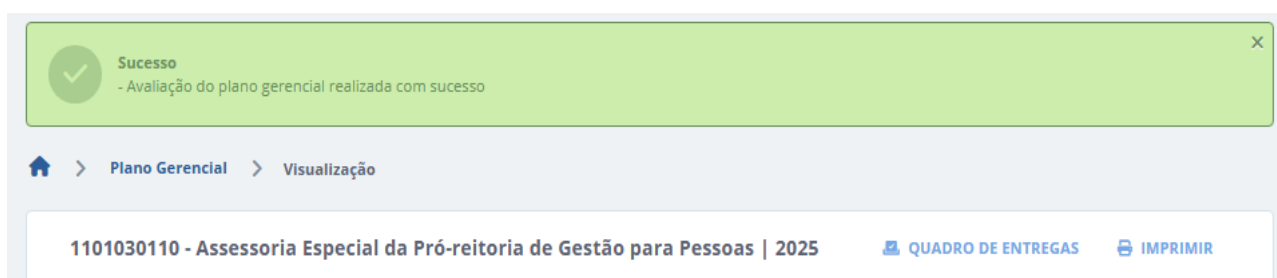 Sucesso
- Avaliação do plano gerencial realizada com sucesso
Plano Gerencial > Visualização
1101030110 - Assessoria Especial da Pró-reitoria de Gestão para Pessoas | 2025 QUADRO DE ENTREGAS IMPRIMIR